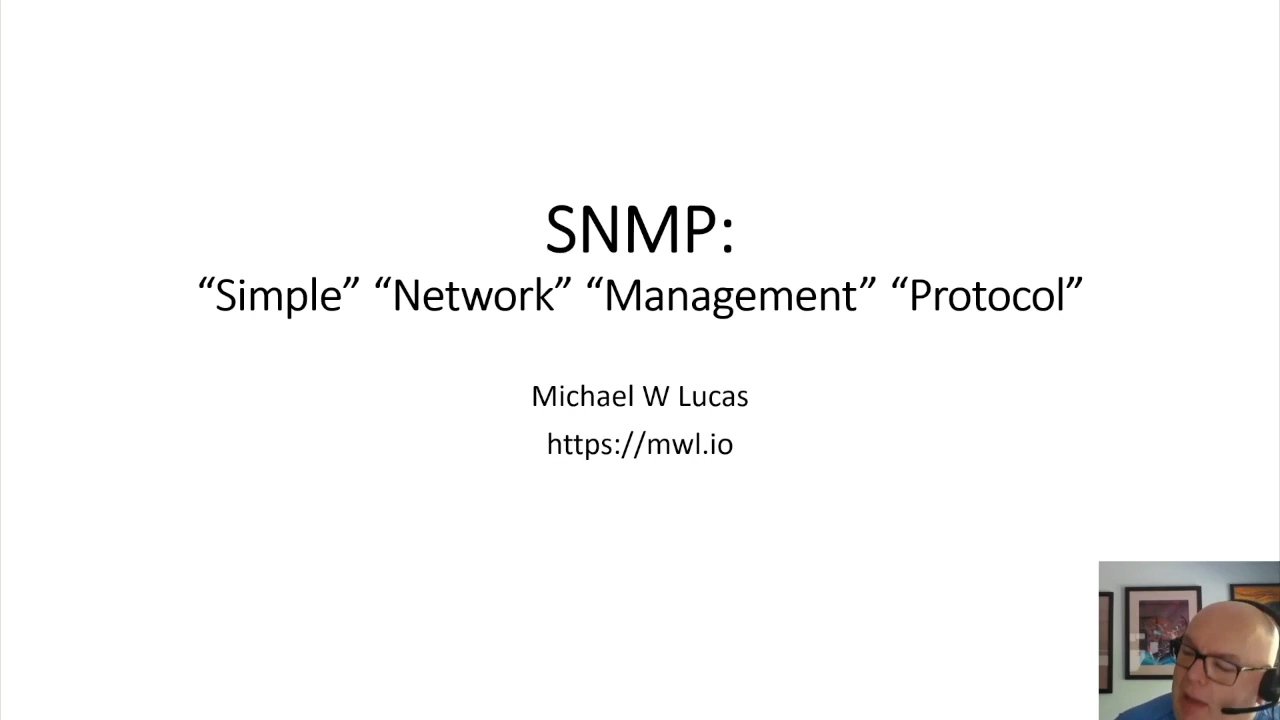 SNMP:
“Simple” “Network” “Management” “Protocol”
Michael W Lucas
https://mwl.io